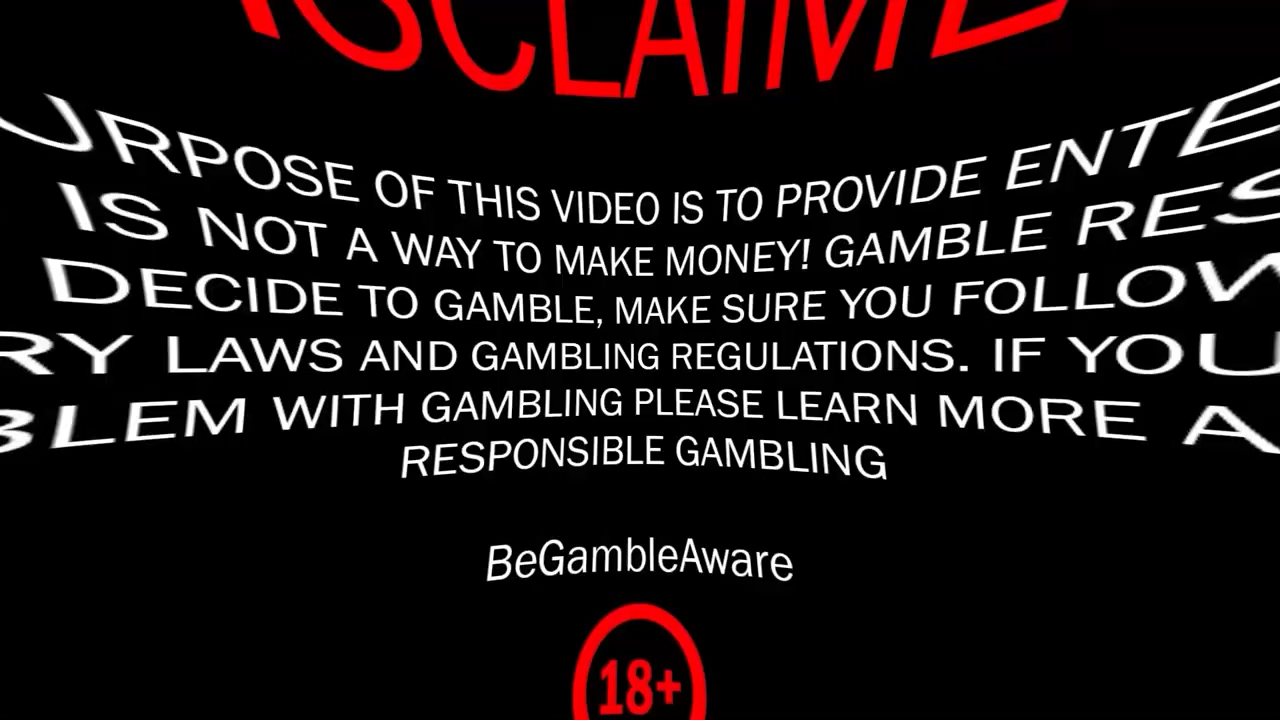 SCLAIME
URPOSE OF THIS VIDEO IS TO PROVIDE ENTE
IS NOT A WAY TO MAKE MONEY! GAMBLE RES
DECIDE TO GAMBLE, MAKE SURE YOU FOLLOW
RY LAWS AND GAMBLING REGULATIONS. IF YOU
BLEM WITH GAMBLING PLEASE LEARN MORE A
RESPONSIBLE GAMBLING
BeGambleAware
18+